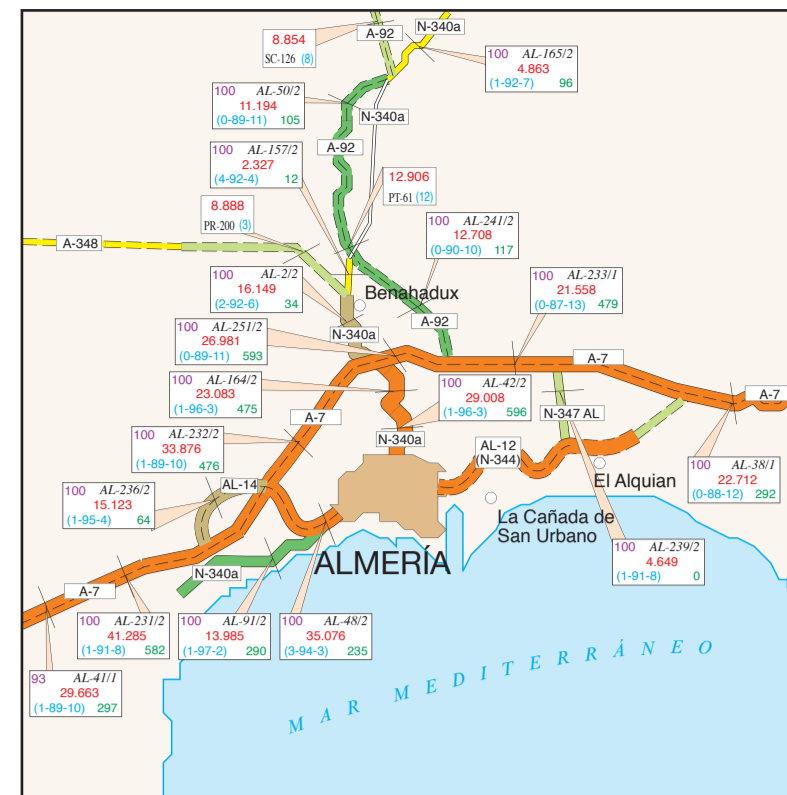 N-340a
A-92
8.854
SC-126 (8)
100 AL-165/2
4.863
(1-92-7) 96
100 AL-50/2
11.194
(0-89-11) 105
N-340a
A-92
100 AL-157/2
2.327
(4-92-4) 12
12.906
PT-61 (12)
8.888
PR-200 (3)
100 AL-241/2
12.708
(0-90-10) 117
A-348
100 AL-2/2
16.149
(2-92-6) 34
Benahadux
100 AL-233/1
21.558
(0-87-13) 479
A-92
N-340a
100 AL-251/2
26.981
(0-89-11) 593
A-7
100 AL-164/2
23.083
(1-96-3) 475
100 AL-42/2
29.008
(1-96-3) 596
A-7
A-7
N-347 AL
100 AL-232/2
33.876
(1-89-10) 476
N-340a
AL-12
(N-344)
100 AL-38/1
22.712
(0-88-12) 292
El Alquian
AL-14
100 AL-236/2
15.123
(1-95-4) 64
La Cañada de
San Urbano
100 AL-239/2
4.649
(1-91-8) 0
ALMERÍA
N-340a
A-7
100 AL-231/2
41.285
(1-91-8) 582
100 AL-91/2
13.985
(1-97-2) 290
100 AL-48/2
35.076
(3-94-3) 235
93 AL-41/1
29.663
(1-89-10) 297
MAR MEDITERRÁNEO